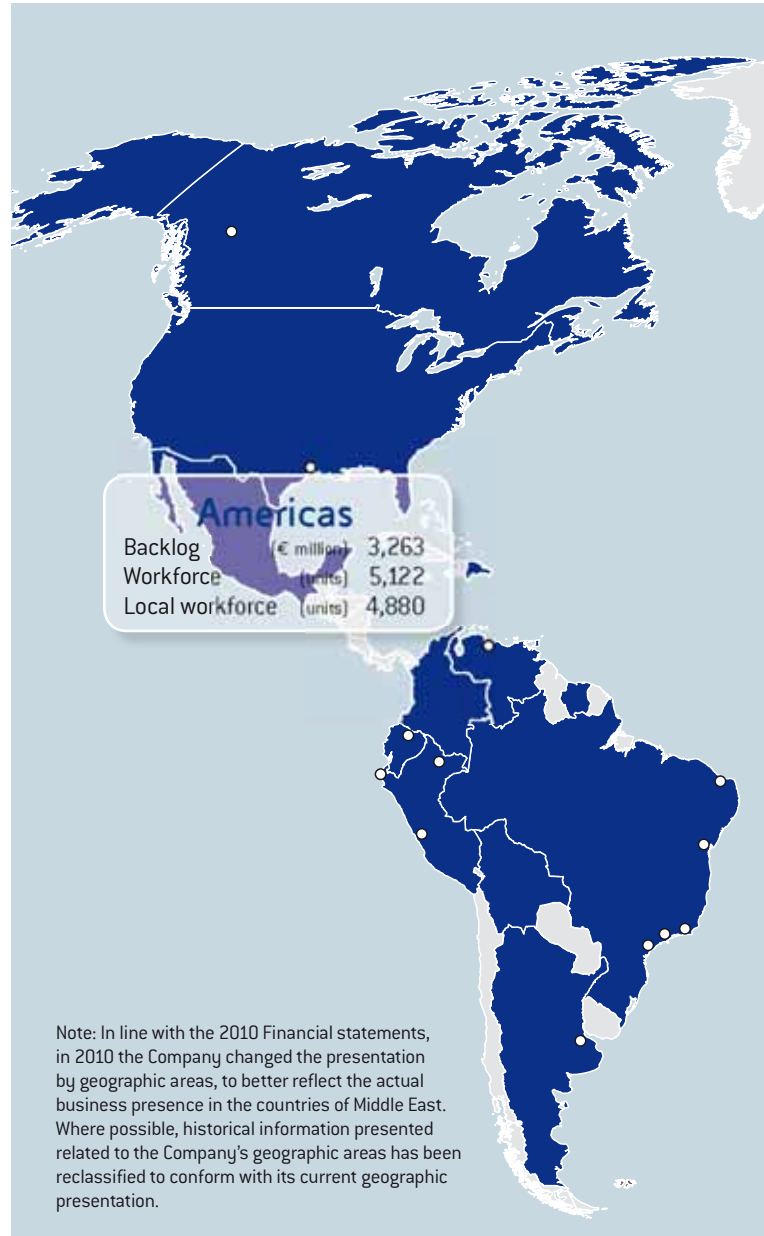 Americas
Backlog (€ million) 3,263
Workforce (units) 5,122
Local workforce (units) 4,880
Note: In line with the 2010 Financial statements,
in 2010 the Company changed the presentation
by geographic areas, to better reflect the actual
business presence in the countries of Middle East.
Where possible, historical information presented
related to the Company's geographic areas has been
reclassified to conform with its current geographic
presentation.